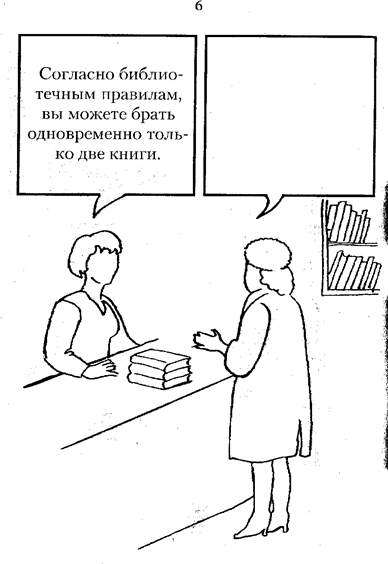 6
Согласно библио-
течным правилам,
вы можете брать
одновременно толь-
ко две книги.